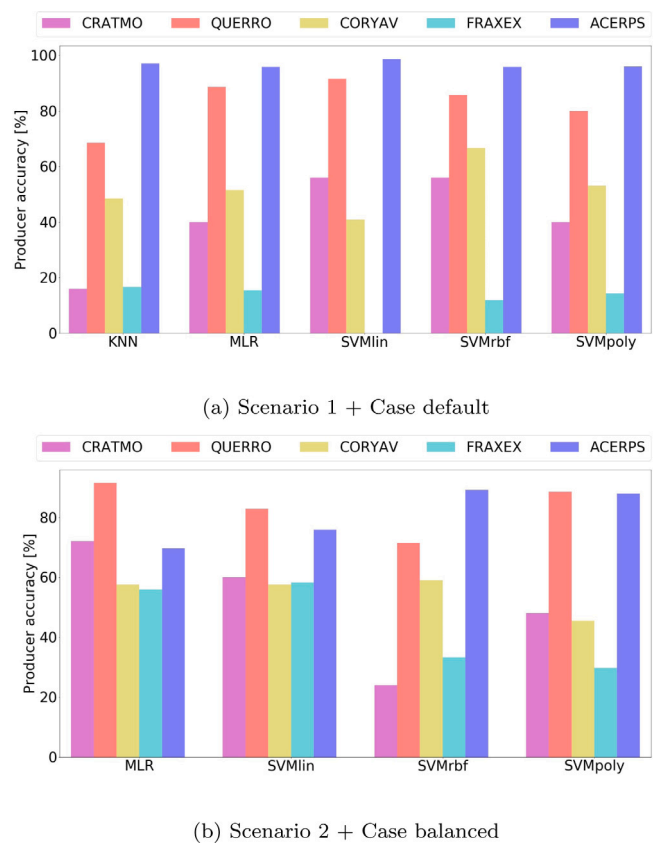 CRATMO QUERRO CORYAV FRAXEX ACERPS
Producer accuracy [%]
100
80
60
40
20
0
KNN MLR SVMlin SVMrbf SVMpoly
(a) Scenario 1 + Case default
CRATMO QUERRO CORYAV FRAXEX ACERPS
Producer accuracy [%]
80
60
40
20
0
MLR SVMlin SVMrbf SVMpoly
(b) Scenario 2 + Case balanced